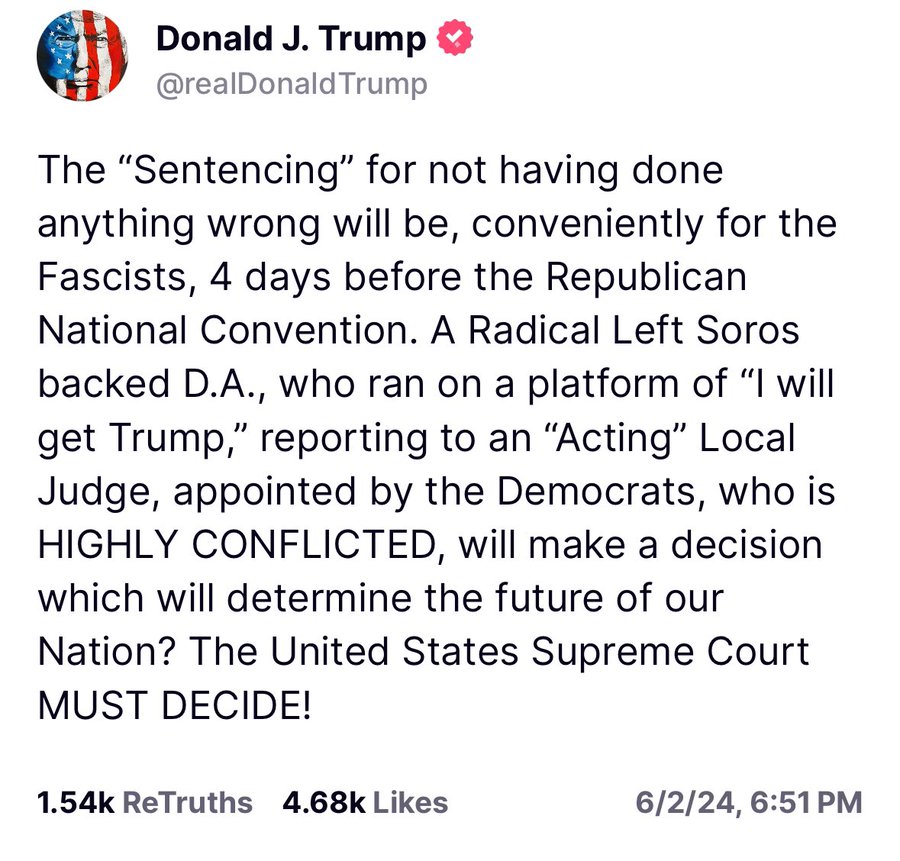 Donald J. Trump
@realDonaldTrump
The “Sentencing” for not having done
anything wrong will be, conveniently for the
Fascists, 4 days before the Republican
National Convention. A Radical Left Soros
backed D.A., who ran on a platform of “I will
get Trump,” reporting to an “Acting” Local
Judge, appointed by the Democrats, who is
HIGHLY CONFLICTED, will make a decision
which will determine the future of our
Nation? The United States Supreme Court
MUST DECIDE!
1.54k ReTruths 4.68k Likes 6/2/24, 6:51 PM